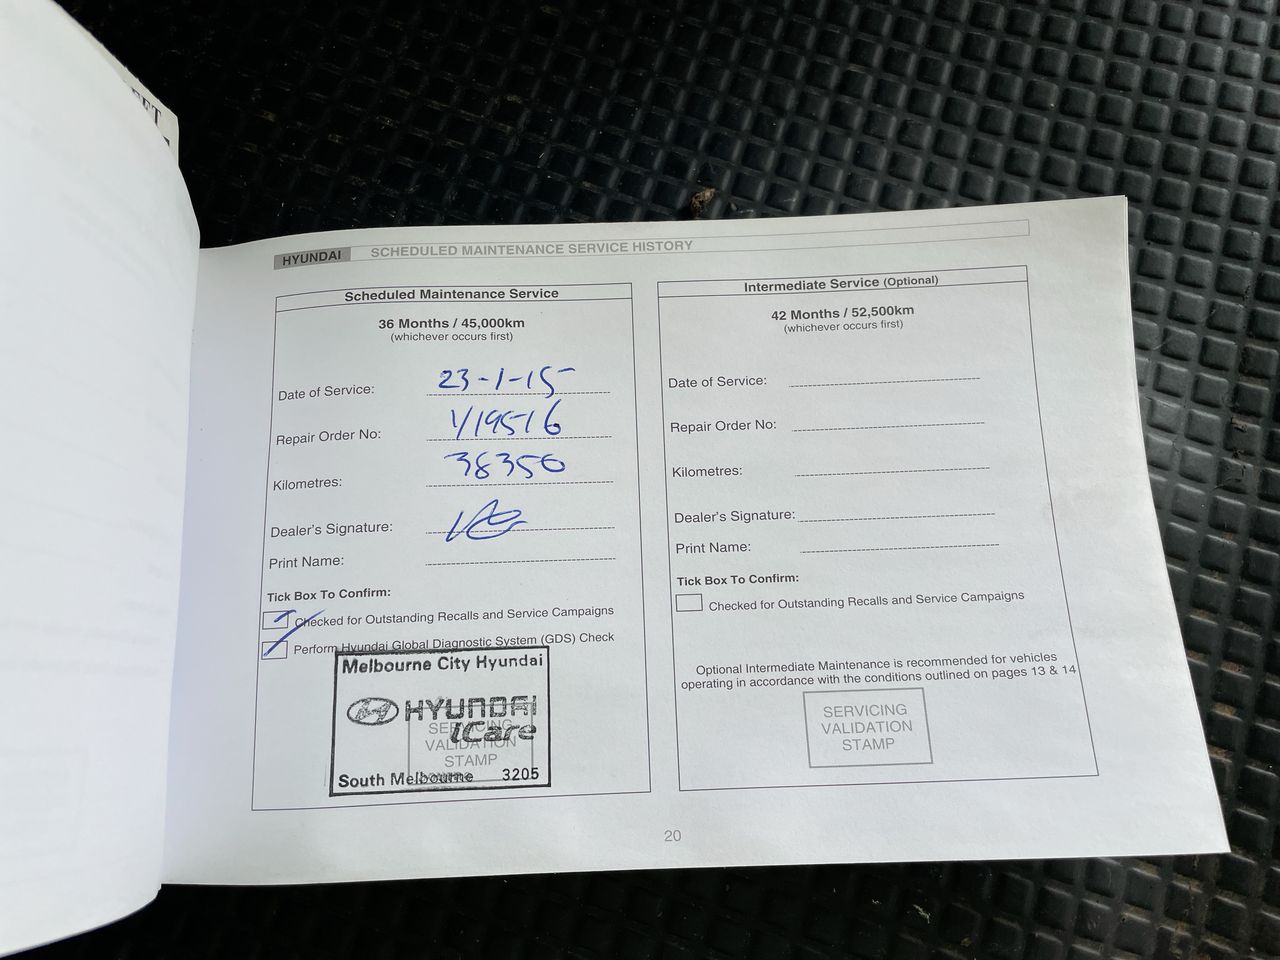 HYUNDAI SCHEDULED MAINTENANCE SERVICE HISTORY
Scheduled Maintenance Service
36 Months / 45,000km
(whichever occurs first)
Date of Service: 23-1-15
Repair Order No: 1/19516
Kilometres: 38350
Dealer's Signature:
Print Name:
Tick Box To Confirm:
Checked for Outstanding Recalls and Service Campaigns
Perform Hyundai Global Diagnostic System (GDS) Check
Melbourne City Hyundai
HYUNDAI
iCare
SERVICING
VALIDATION
STAMP
South Melbourne 3205
Intermediate Service (Optional)
42 Months / 52,500km
(whichever occurs first)
Date of Service:
Repair Order No:
Kilometres:
Dealer's Signature:
Print Name:
Tick Box To Confirm:
Checked for Outstanding Recalls and Service Campaigns
Optional Intermediate Maintenance is recommended for vehicles
operating in accordance with the conditions outlined on pages 13 & 14
SERVICING
VALIDATION
STAMP
20